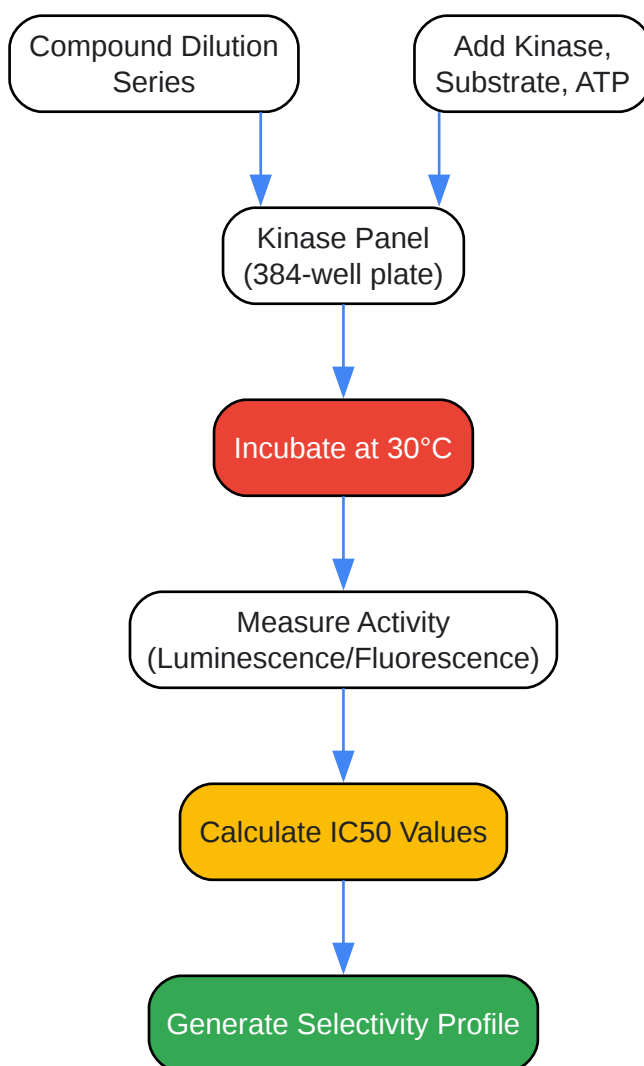 Compound Dilution
Series
Add Kinase,
Substrate, ATP
Kinase Panel
(384-well plate)
Incubate at 30°C
Measure Activity
(Luminescence/Fluorescence)
Calculate IC50 Values
Generate Selectivity Profile